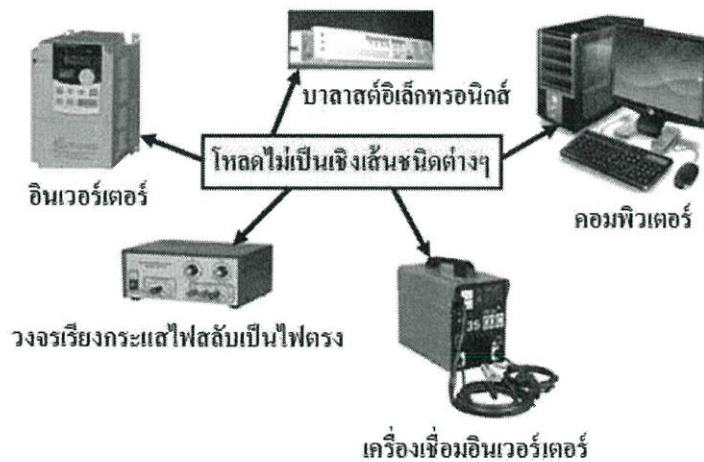 บาลาสต์อิเล็กทรอนิกส์
โหลดไม่เป็นเชิงเส้นชนิดต่างๆ
อินเวอร์เตอร์
คอมพิวเตอร์
วงจรเรียงกระแสไฟสลับเป็นไฟตรง
เครื่องเชื่อมอินเวอร์เตอร์